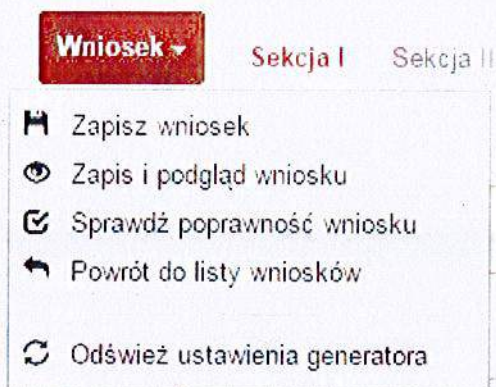 Wniosek Sekcja I Sekcja II
Zapisz wniosek
Zapis i podgląd wniosku
Sprawdź poprawność wniosku
Powrót do listy wniosków
Odśwież ustawienia generatora